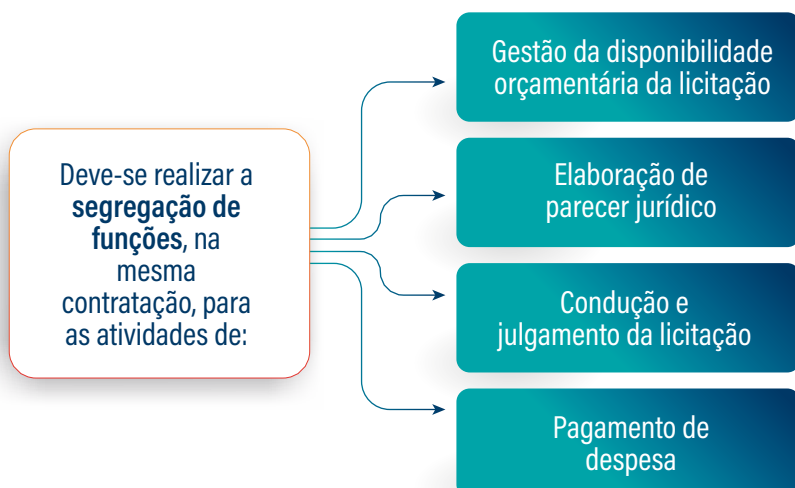 Deve-se realizar a
segregação de
funções, na
mesma
contratação, para
as atividades de:
Gestão da disponibilidade
orçamentária da licitação
Elaboração de
parecer jurídico
Condução e
julgamento da licitação
Pagamento de
despesa